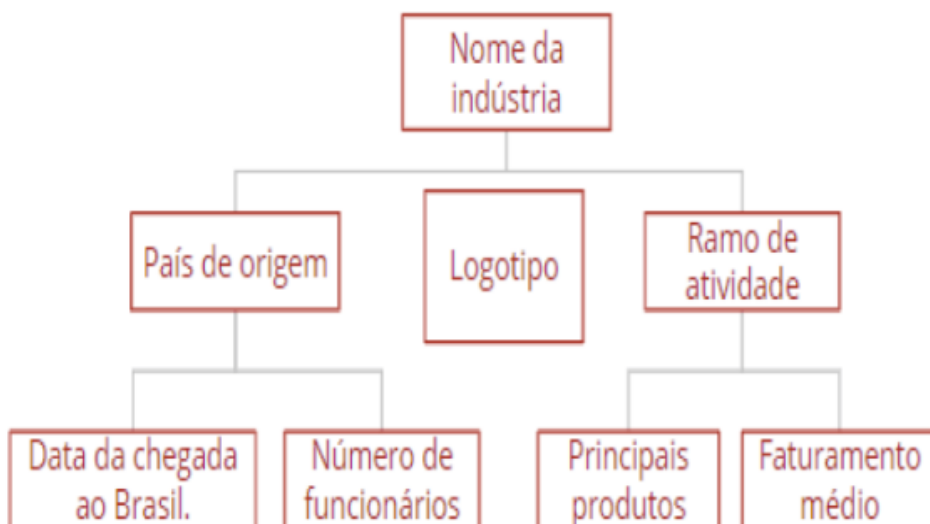 Nome da
indústria
País de origem
Logotipo
Ramo de
atividade
Data da chegada
ao Brasil.
Número de
funcionários
Principais
produtos
Faturamento
médio